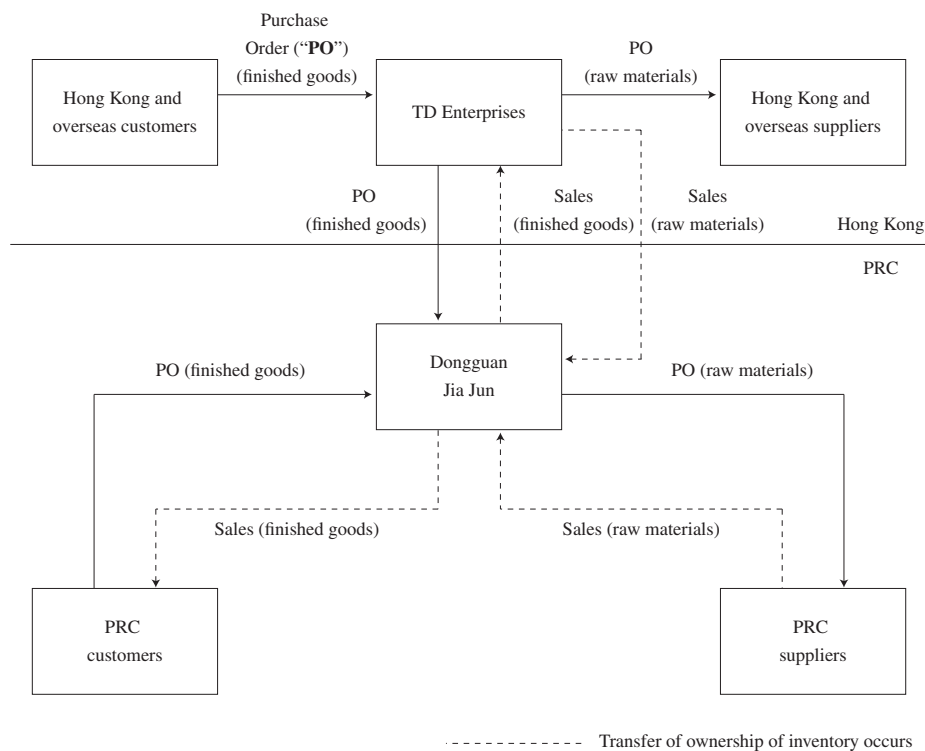 Purchase
Order (“PO”)
(finished goods)
PO
(raw materials)
Hong Kong and
overseas customers
TD Enterprises
Hong Kong and
overseas suppliers
PO
(finished goods)
Sales
(finished goods)
Sales
(raw materials)
Hong Kong
PRC
Dongguan
Jia Jun
PO (finished goods)
PO (raw materials)
Sales (finished goods)
Sales (raw materials)
PRC
customers
PRC
suppliers
Transfer of ownership of inventory occurs